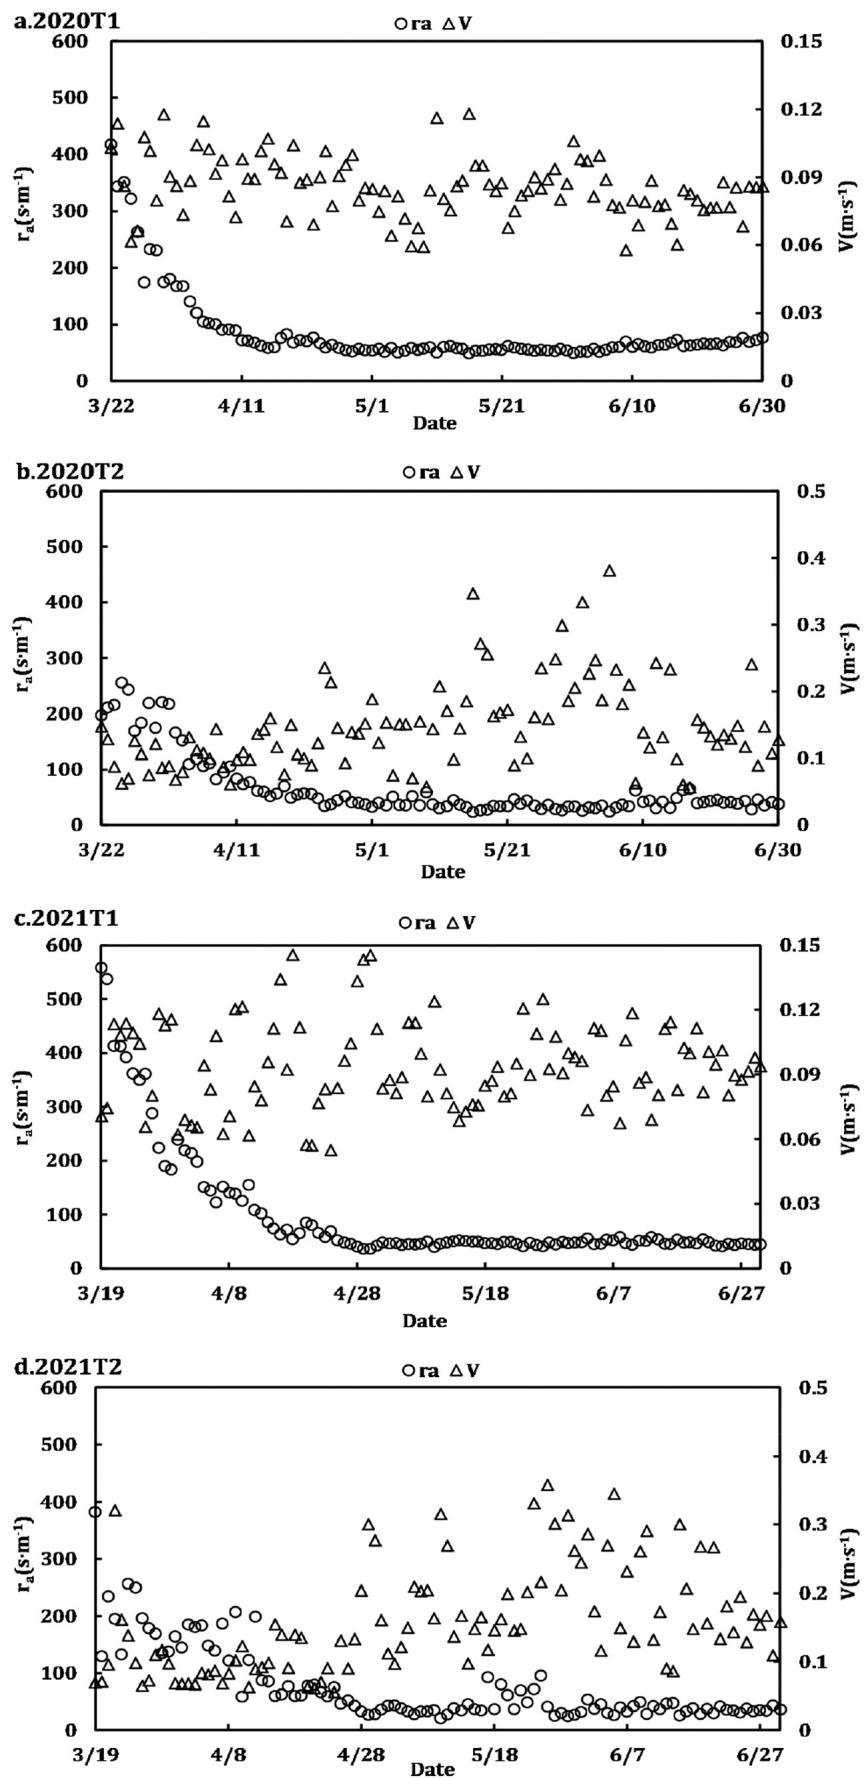 a.2020T1
○ ra △ V
600 0.15
500 0.12
400
0.09
300
0.06
200
100 0.03
0 0
rₐ(s·m⁻¹)
V(m·s⁻¹)
3/22 4/11 5/1 5/21 6/10 6/30
Date
b.2020T2
○ ra △ V
600 0.5
500 0.4
400
0.3
300
0.2
200
100 0.1
0 0
rₐ(s·m⁻¹)
V(m·s⁻¹)
3/22 4/11 5/1 5/21 6/10 6/30
Date
c.2021T1
○ ra △ V
600 0.15
500 0.12
400
0.09
300
0.06
200
100 0.03
0 0
rₐ(s·m⁻¹)
V(m·s⁻¹)
3/19 4/8 4/28 5/18 6/7 6/27
Date
d.2021T2
○ ra △ V
600 0.5
500 0.4
400
0.3
300
0.2
200
100 0.1
0 0
rₐ(s·m⁻¹)
V(m·s⁻¹)
3/19 4/8 4/28 5/18 6/7 6/27
Date